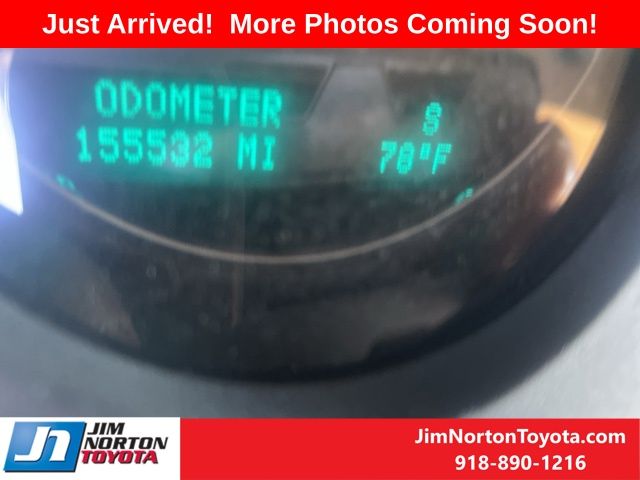 Just Arrived! More Photos Coming Soon!
ODOMETER
S
155532 MI
78°F
JIM
NORTON
TOYOTA
JimNortonToyota.com
918-890-1216